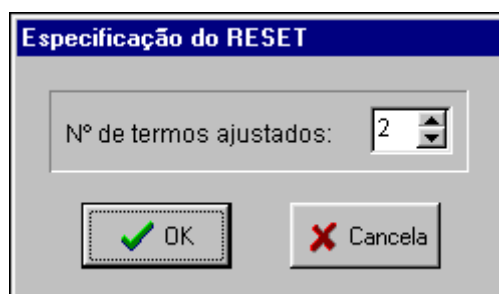 Especificação do RESET
Nº de termos ajustados: 2
OK Cancela